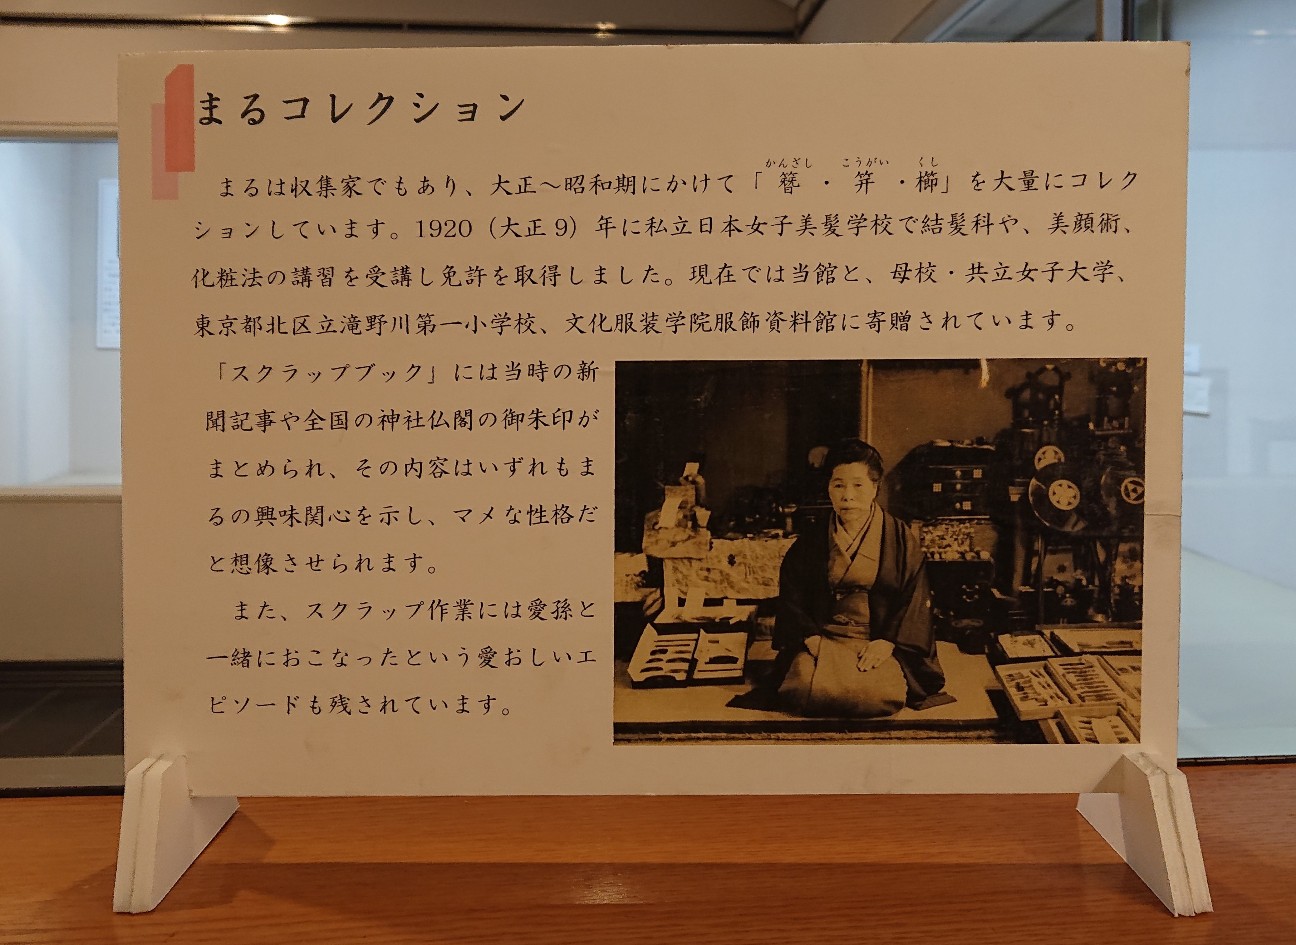 まるコレクション
かんざし こうがい くし
まるは収集家でもあり、大正～昭和期にかけて「簪・笄・櫛」を大量にコレク
ションしています。1920（大正9）年に私立日本女子美髪学校で結髪科や、美顔術、
化粧法の講習を受講し免許を取得しました。現在では当館と、母校・共立女子大学、
東京都北区立滝野川第一小学校、文化服装学院服飾資料館に寄贈されています。
「スクラップブック」には当時の新
聞記事や全国の神社仏閣の御朱印が
まとめられ、その内容はいずれもま
るの興味関心を示し、マメな性格だ
と想像させられます。
また、スクラップ作業には愛孫と
一緒におこなったという愛おしいエ
ピソードも残されています。